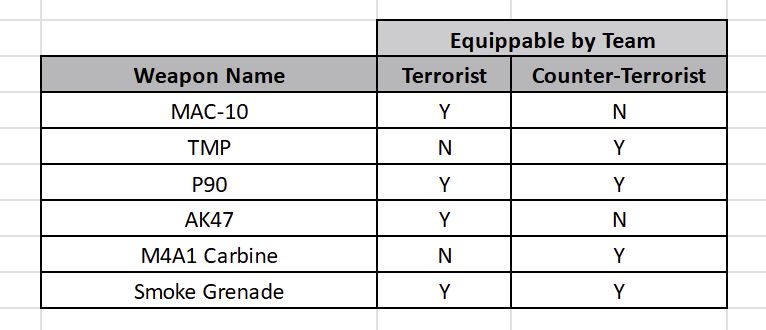 Equippable by Team
Weapon Name Terrorist Counter-Terrorist
MAC-10 Y N
TMP N Y
P90 Y Y
AK47 Y N
M4A1 Carbine N Y
Smoke Grenade Y Y